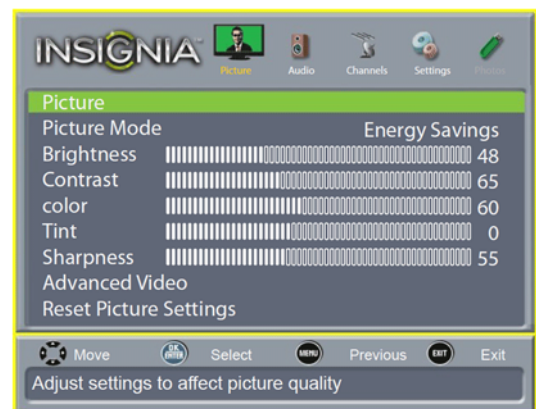 INSIGNIA
Picture Audio Channels Settings Photos
Picture
Picture Mode Energy Savings
Brightness 48
Contrast 65
color 60
Tint 0
Sharpness 55
Advanced Video
Reset Picture Settings
Move OK ENTER Select MENU Previous EXIT Exit
Adjust settings to affect picture quality